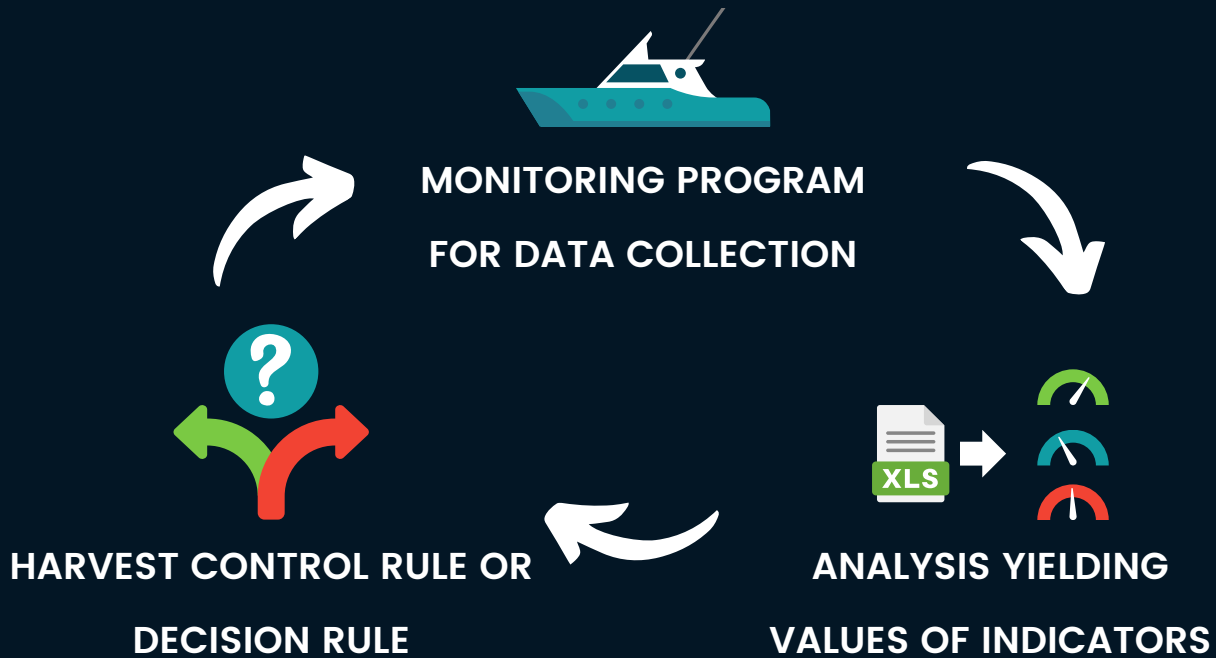 MONITORING PROGRAM
FOR DATA COLLECTION
?
XLS
HARVEST CONTROL RULE OR
DECISION RULE
ANALYSIS YIELDING
VALUES OF INDICATORS